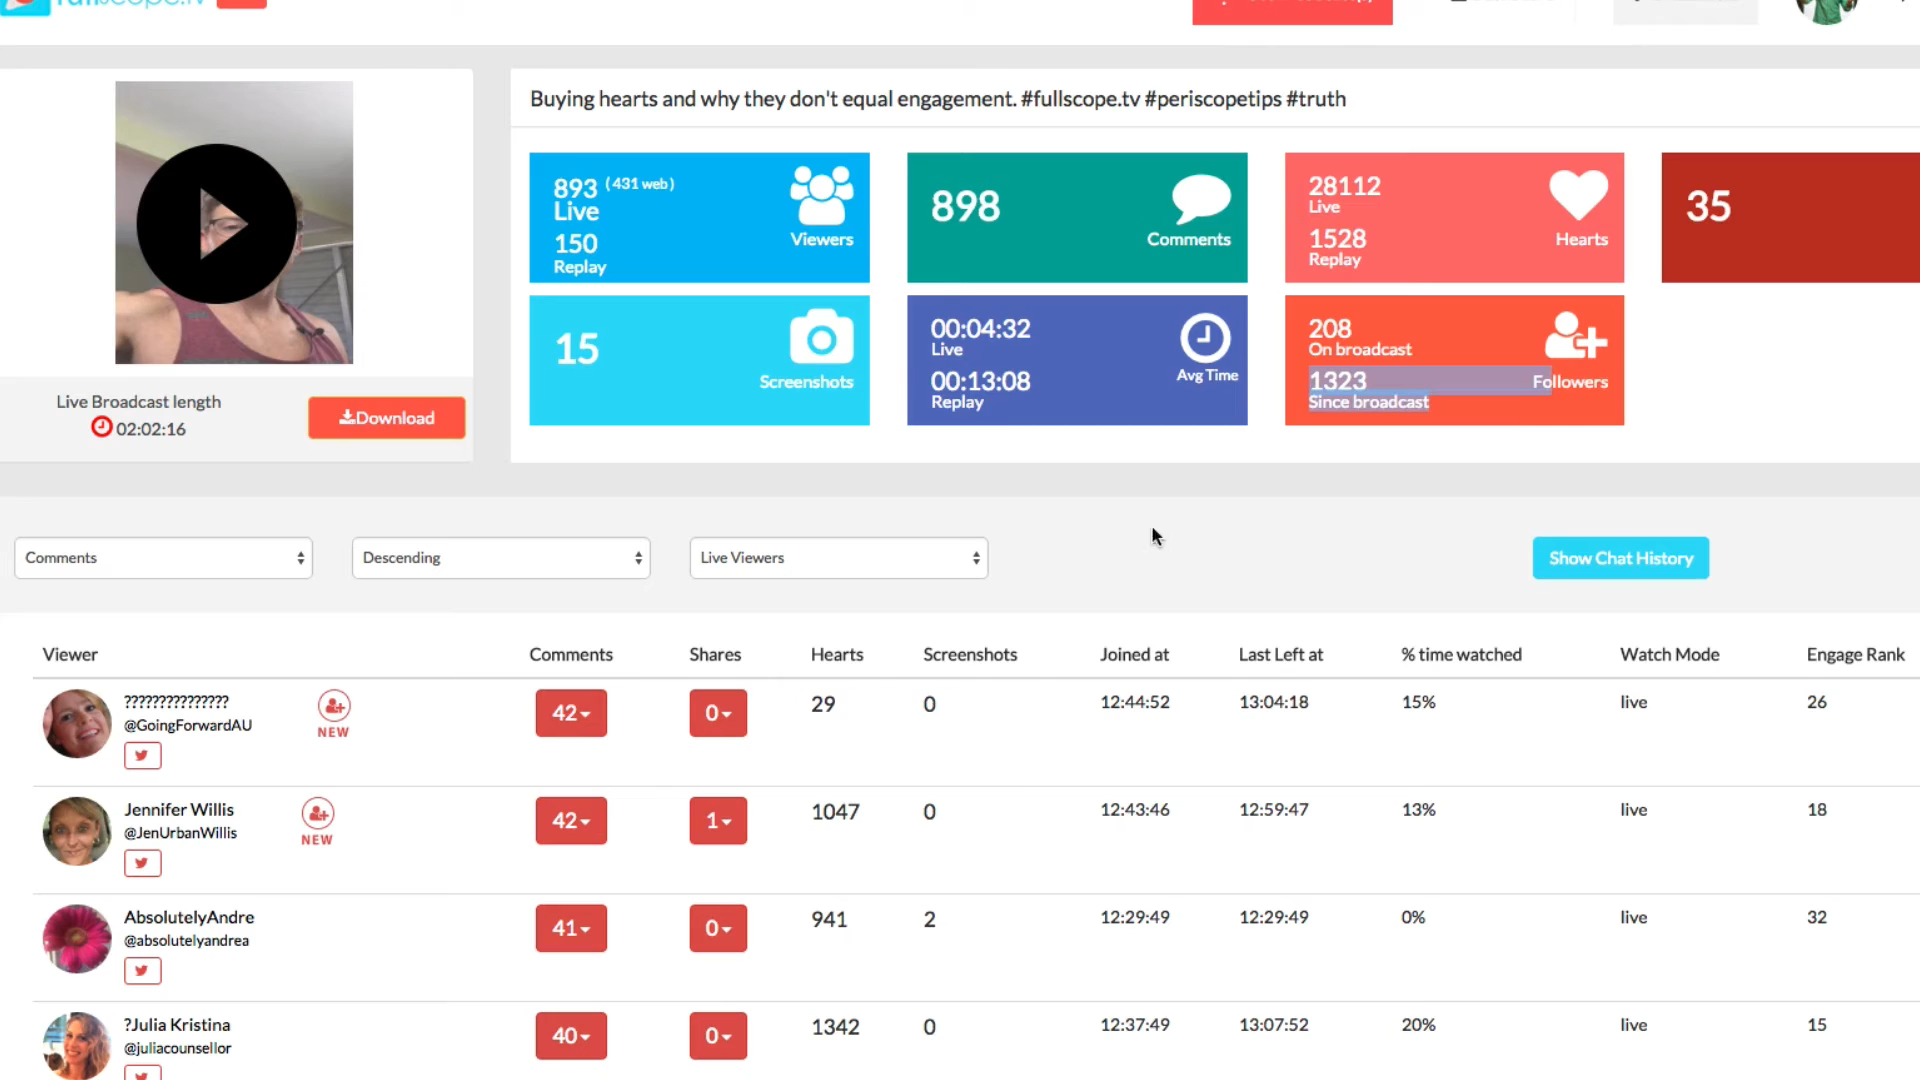 Buying hearts and why they don't equal engagement. #fullscope.tv #periscopetips #truth
893 (431 web)
Live
150
Replay
Viewers
898
Comments
28112
Live
1528
Replay
Hearts
35
15
Screenshots
00:04:32
Live
00:13:08
Replay
Avg Time
208
On broadcast
1323
Since broadcast
Followers
Live Broadcast length
02:02:16
Download
Comments
Descending
Live Viewers
Show Chat History
Viewer Comments Shares Hearts Screenshots Joined at Last Left at % time watched Watch Mode Engage Rank
???????????????
@GoingForwardAU
NEW
42 0 29 0 12:44:52 13:04:18 15% live 26
Jennifer Willis
@JenUrbanWillis
NEW
42 1 1047 0 12:43:46 12:59:47 13% live 18
AbsolutelyAndre
@absolutelyandrea
41 0 941 2 12:29:49 12:29:49 0% live 32
?Julia Kristina
@juliacounsellor
40 0 1342 0 12:37:49 13:07:52 20% live 15